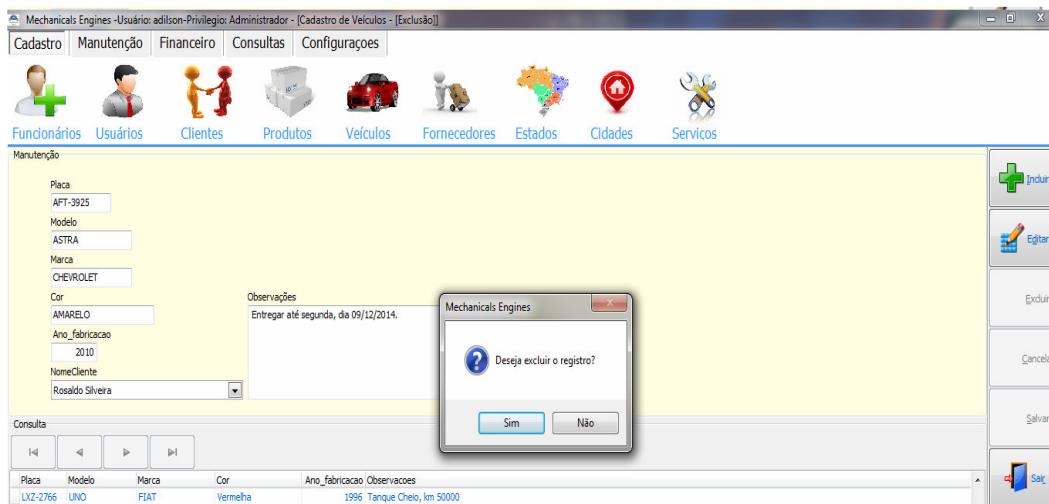 Mechanicals Engines -Usuário: adilson-Privilegio: Administrador - [Cadastro de Veículos - [Exclusão]]
Cadastro Manutenção Financeiro Consultas Configuraçoes
Funcionários Usuários Clientes Produtos Veículos Fornecedores Estados Cidades Serviços
Manutenção
Incluir
Placa
AFT-3925
Modelo
ASTRA
Editar
Marca
CHEVROLET
Cor
Observações
Mechanicals Engines
Excluir
AMARELO
Entregar até segunda, dia 09/12/2014.
Ano_fabricacao
2010
Deseja excluir o registro?
Cancela
NomeCliente
Rosaldo Silveira
Sim Não
Salvar
Consulta
Placa Modelo Marca Cor Ano_fabricacao Observacoes
Sair
LXZ-2766 UNO FIAT Vermelha 1996 Tanque Cheio, km 50000